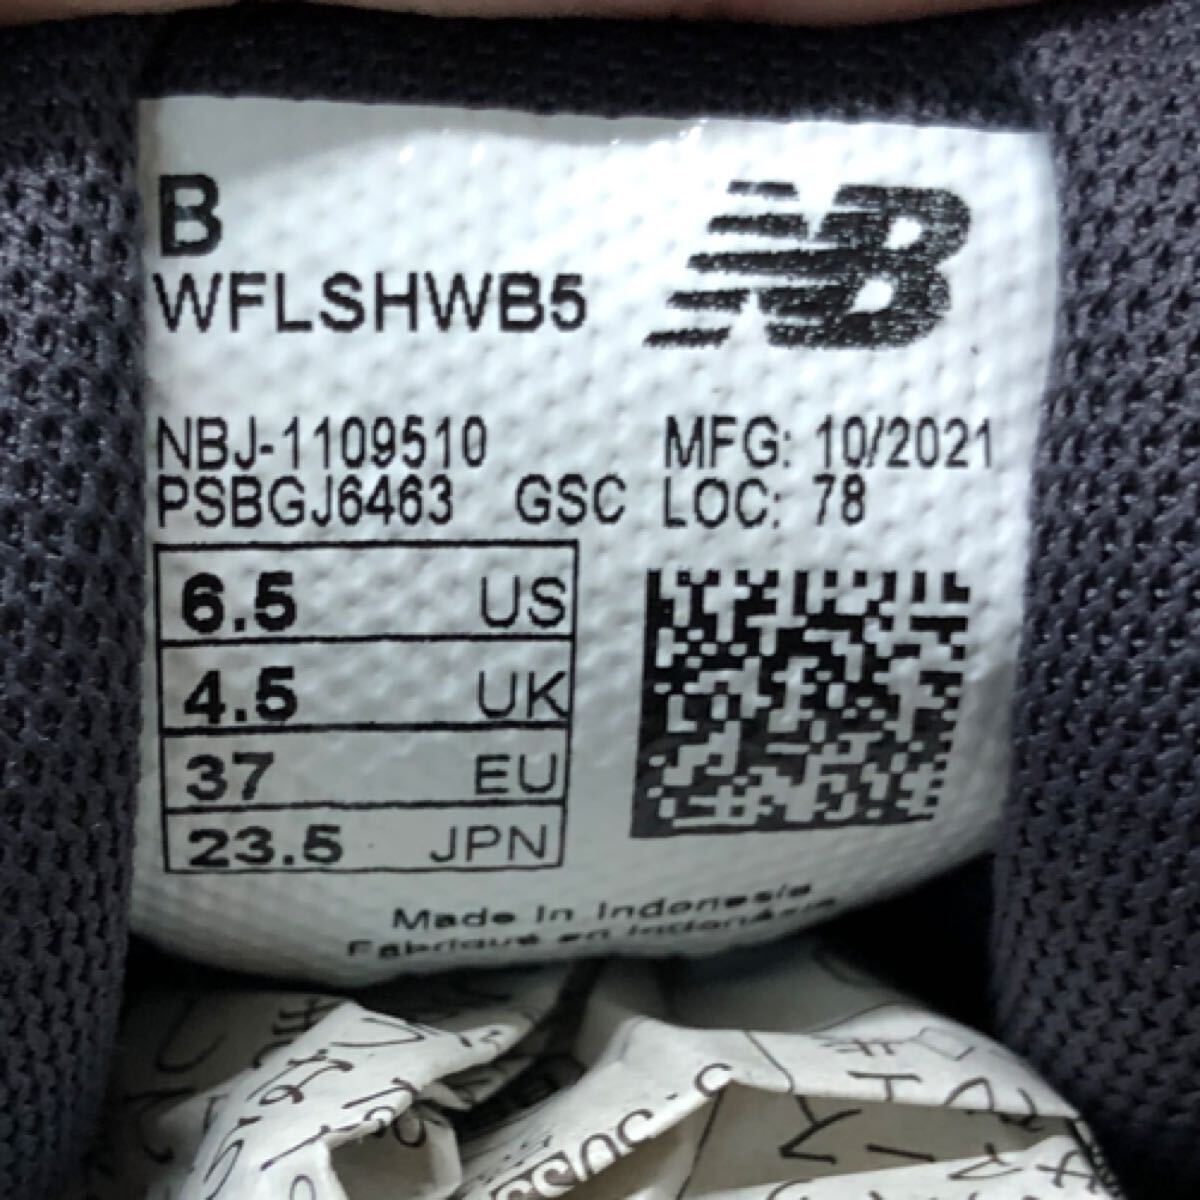 B
NB
WFLSHWB5
NBJ-1109510 MFG: 10/2021
PSBGJ6463 GSC LOC: 78
6.5 US
4.5 UK
37 EU
23.5 JPN
Made in Indonesia
Fabriqué en Indonésie